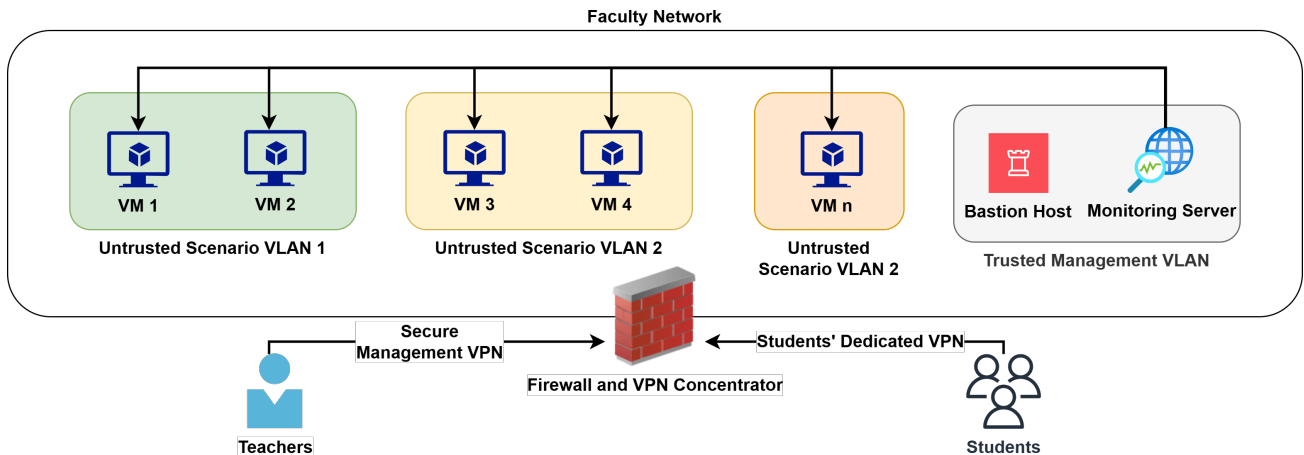 Faculty Network
VM 1
VM 2
VM 3
VM 4
VM n
Bastion Host
Monitoring Server
Untrusted Scenario VLAN 1
Untrusted Scenario VLAN 2
Untrusted
Scenario VLAN 2
Trusted Management VLAN
Secure
Management VPN
Students' Dedicated VPN
Firewall and VPN Concentrator
Teachers
Students